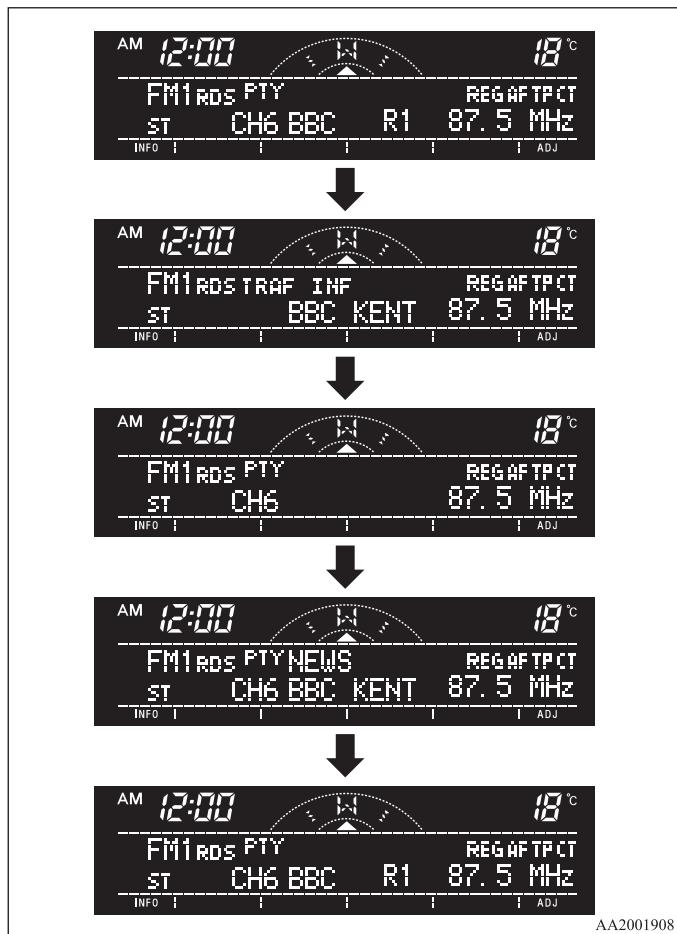 AM 12:00 W 18°C
FM1 RDS PTY REG AF TP CT
ST CH6 BBC R1 87.5 MHz
INFO ADJ
AM 12:00 W 18°C
FM1 RDS TRAF INF REG AF TP CT
ST BBC KENT 87.5 MHz
INFO ADJ
AM 12:00 W 18°C
FM1 RDS PTY REG AF TP CT
ST CH6 87.5 MHz
INFO ADJ
AM 12:00 W 18°C
FM1 RDS PTY NEWS REG AF TP CT
ST CH6 BBC KENT 87.5 MHz
INFO ADJ
AM 12:00 W 18°C
FM1 RDS PTY REG AF TP CT
ST CH6 BBC R1 87.5 MHz
INFO ADJ
AA2001908